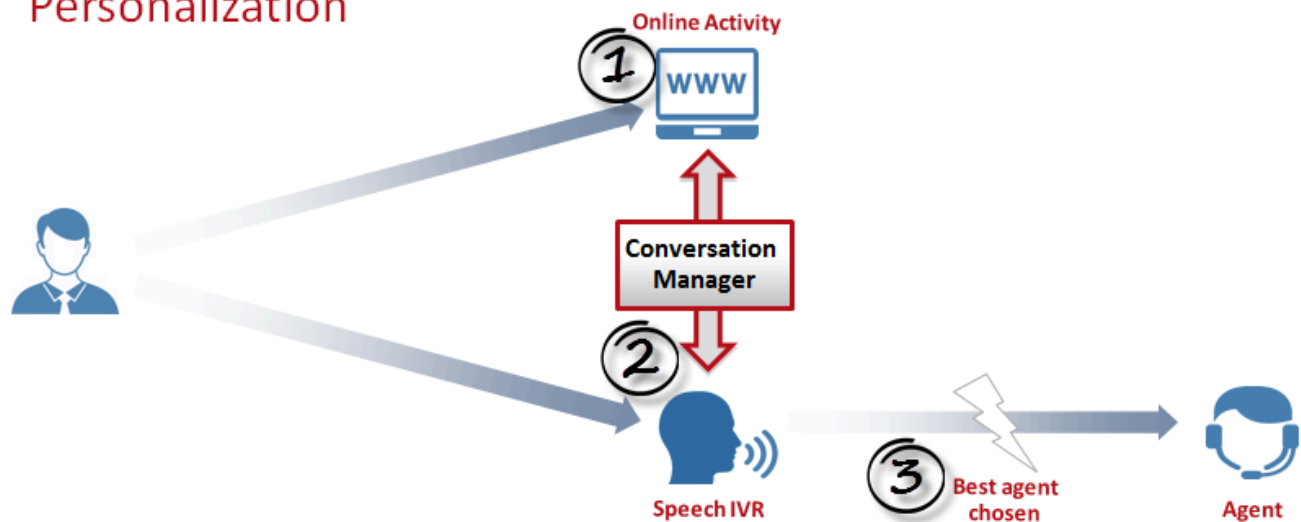 Personalization
Online Activity
1
www
Conversation
Manager
2
3
Best agent
chosen
Speech IVR
Agent